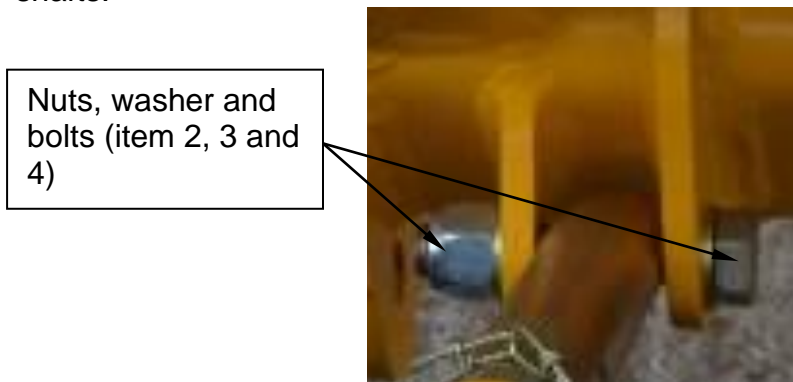 Nuts, washer and
bolts (item 2, 3 and
4)